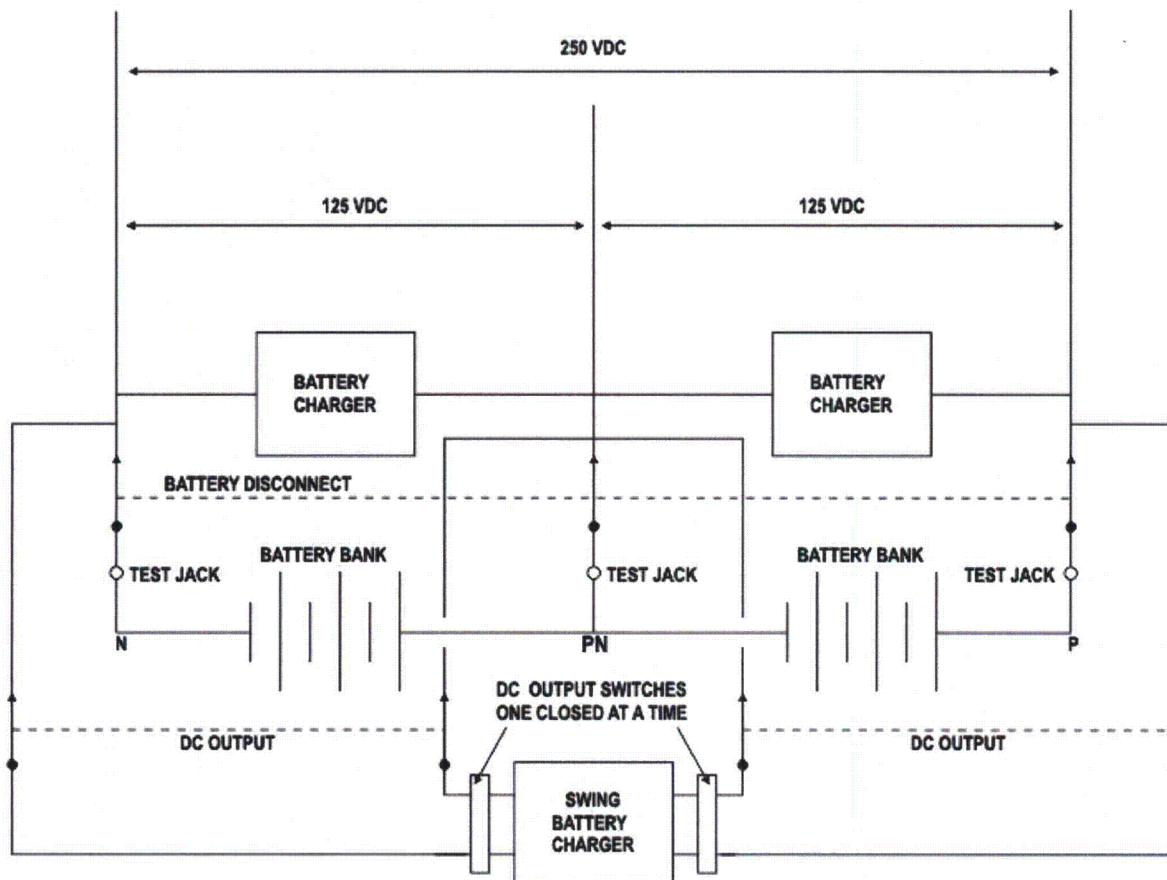 250 VDC
125 VDC
125 VDC
BATTERY
CHARGER
BATTERY
CHARGER
BATTERY DISCONNECT
BATTERY BANK
BATTERY BANK
TEST JACK
TEST JACK
TEST JACK
N
PN
P
DC OUTPUT SWITCHES
ONE CLOSED AT A TIME
DC OUTPUT
DC OUTPUT
SWING
BATTERY
CHARGER